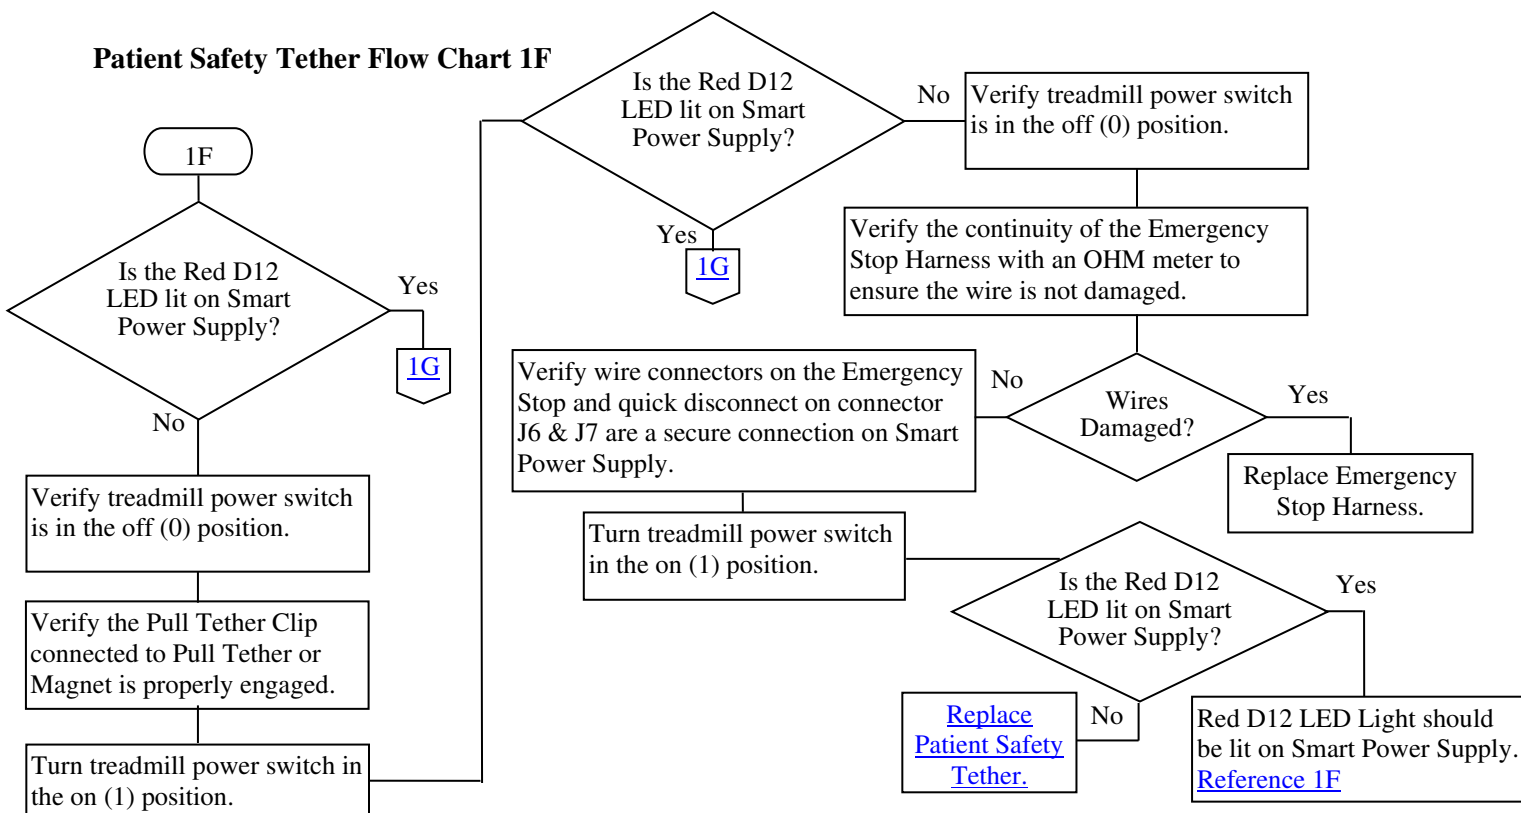 Patient Safety Tether Flow Chart 1F
1F
Is the Red D12
LED lit on Smart
Power Supply?
Yes
1G
No
Verify treadmill power switch
is in the off (0) position.
Verify the Pull Tether Clip
connected to Pull Tether or
Magnet is properly engaged.
Turn treadmill power switch in
the on (1) position.
Is the Red D12
LED lit on Smart
Power Supply?
Yes
1G
No
Verify treadmill power switch
is in the off (0) position.
Verify the continuity of the Emergency
Stop Harness with an OHM meter to
ensure the wire is not damaged.
Wires
Damaged?
Yes
Replace Emergency
Stop Harness.
No
Verify wire connectors on the Emergency
Stop and quick disconnect on connector
J6 & J7 are a secure connection on Smart
Power Supply.
Turn treadmill power switch
in the on (1) position.
Is the Red D12
LED lit on Smart
Power Supply?
No
Replace
Patient Safety
Tether.
Yes
Red D12 LED Light should
be lit on Smart Power Supply.
Reference 1F